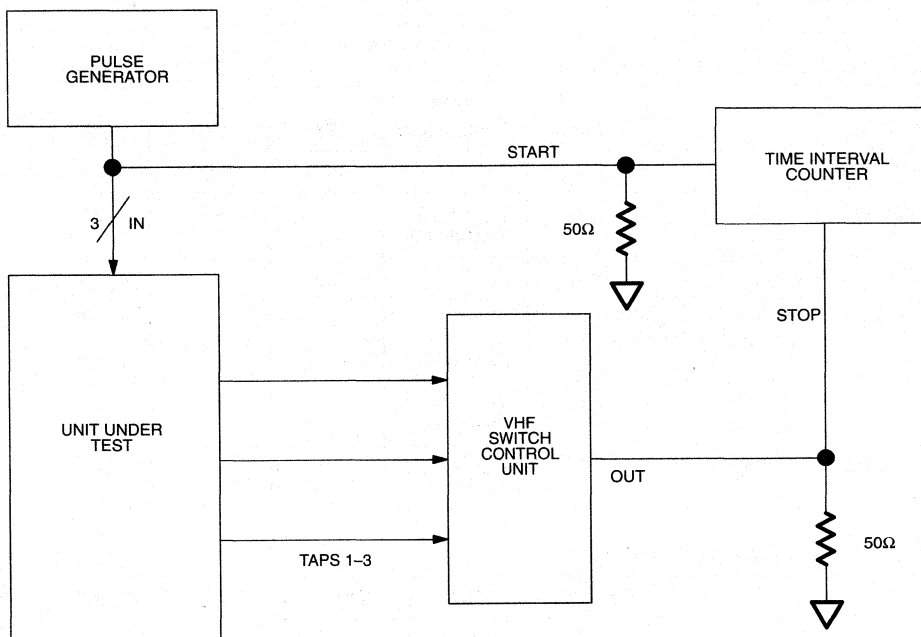 PULSE
GENERATOR
START
TIME INTERVAL
COUNTER
3
IN
50Ω
STOP
UNIT UNDER
TEST
VHF
SWITCH
CONTROL
UNIT
OUT
TAPS 1–3
50Ω